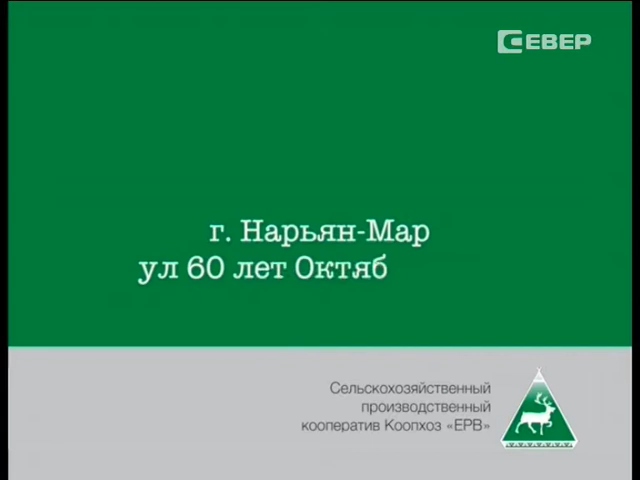 СЕВЕР
г. Нарьян-Мар
ул 60 лет Октяб
Сельскохозяйственный
производственный
кооператив Коопхоз «ЕРВ»